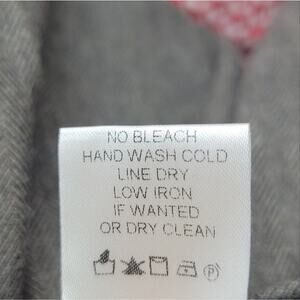 NO BLEACH
HAND WASH COLD
LINE DRY
LOW IRON
IF WANTED
OR DRY CLEAN
P